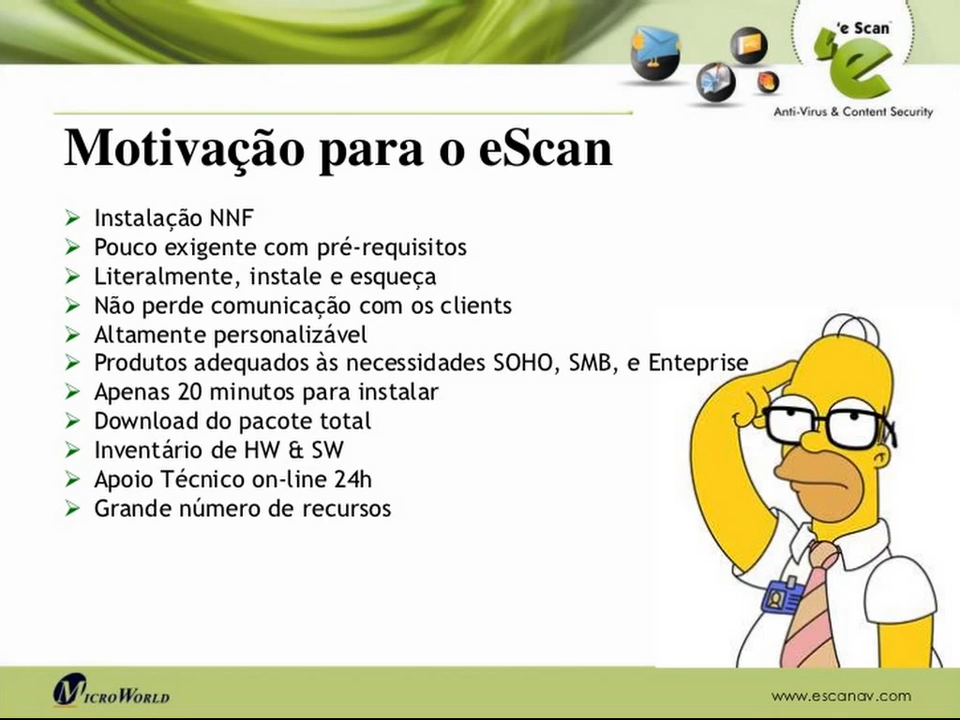 e Scan
Anti-Virus & Content Security
Motivação para o eScan
Instalação NNF
Pouco exigente com pré-requisitos
Literalmente, instale e esqueça
Não perde comunicação com os clients
Altamente personalizável
Produtos adequados às necessidades SOHO, SMB, e Enteprise
Apenas 20 minutos para instalar
Download do pacote total
Inventário de HW & SW
Apoio Técnico on-line 24h
Grande número de recursos
MicroWorld
www.escanav.com